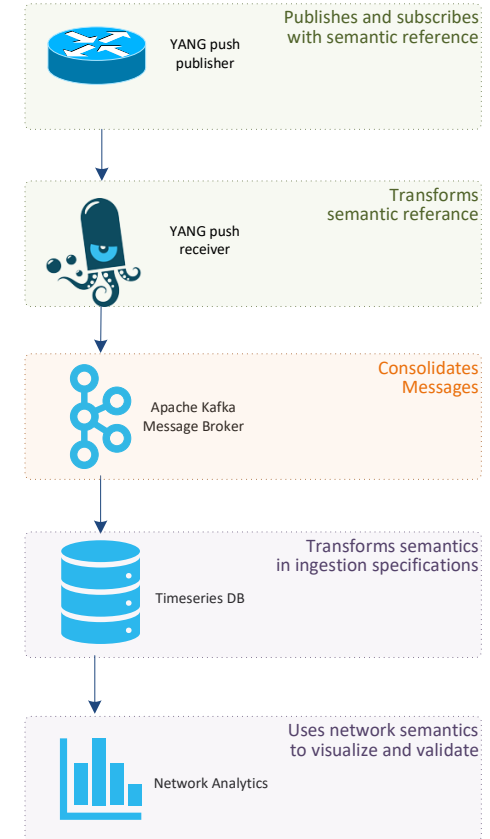 Publishes and subscribes
with semantic reference
YANG push
publisher
Transforms
semantic referance
YANG push
receiver
Consolidates
Messages
Apache Kafka
Message Broker
Transforms semantics
in ingestion specifications
Timeseries DB
Uses network semantics
to visualize and validate
Network Analytics